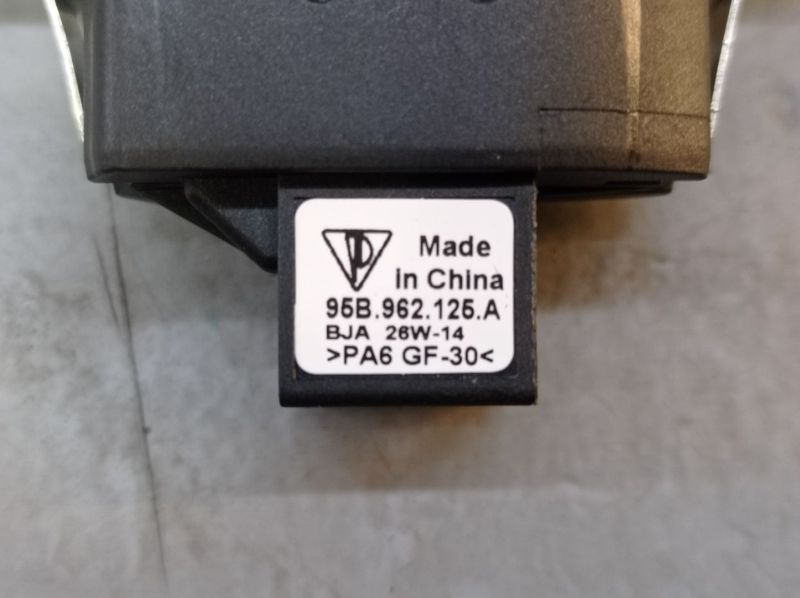 Made
in China
95B.962.125.A
BJA 26W-14
>PA6 GF-30<